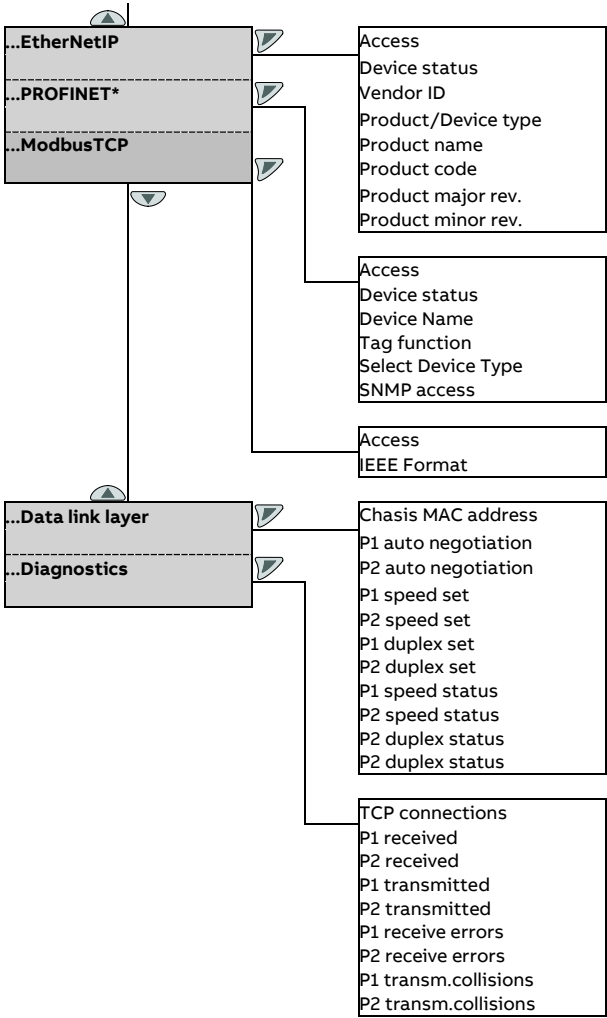 ...EtherNetIP
Access
Device status
Vendor ID
Product/Device type
Product name
Product code
Product major rev.
Product minor rev.
...PROFINET*
Access
Device status
Device Name
Tag function
Select Device Type
SNMP access
...ModbusTCP
Access
IEEE Format
...Data link layer
Chasis MAC address
P1 auto negotiation
P2 auto negotiation
P1 speed set
P2 speed set
P1 duplex set
P2 duplex set
P1 speed status
P2 speed status
P2 duplex status
P2 duplex status
...Diagnostics
TCP connections
P1 received
P2 received
P1 transmitted
P2 transmitted
P1 receive errors
P2 receive errors
P1 transm.collisions
P2 transm.collisions